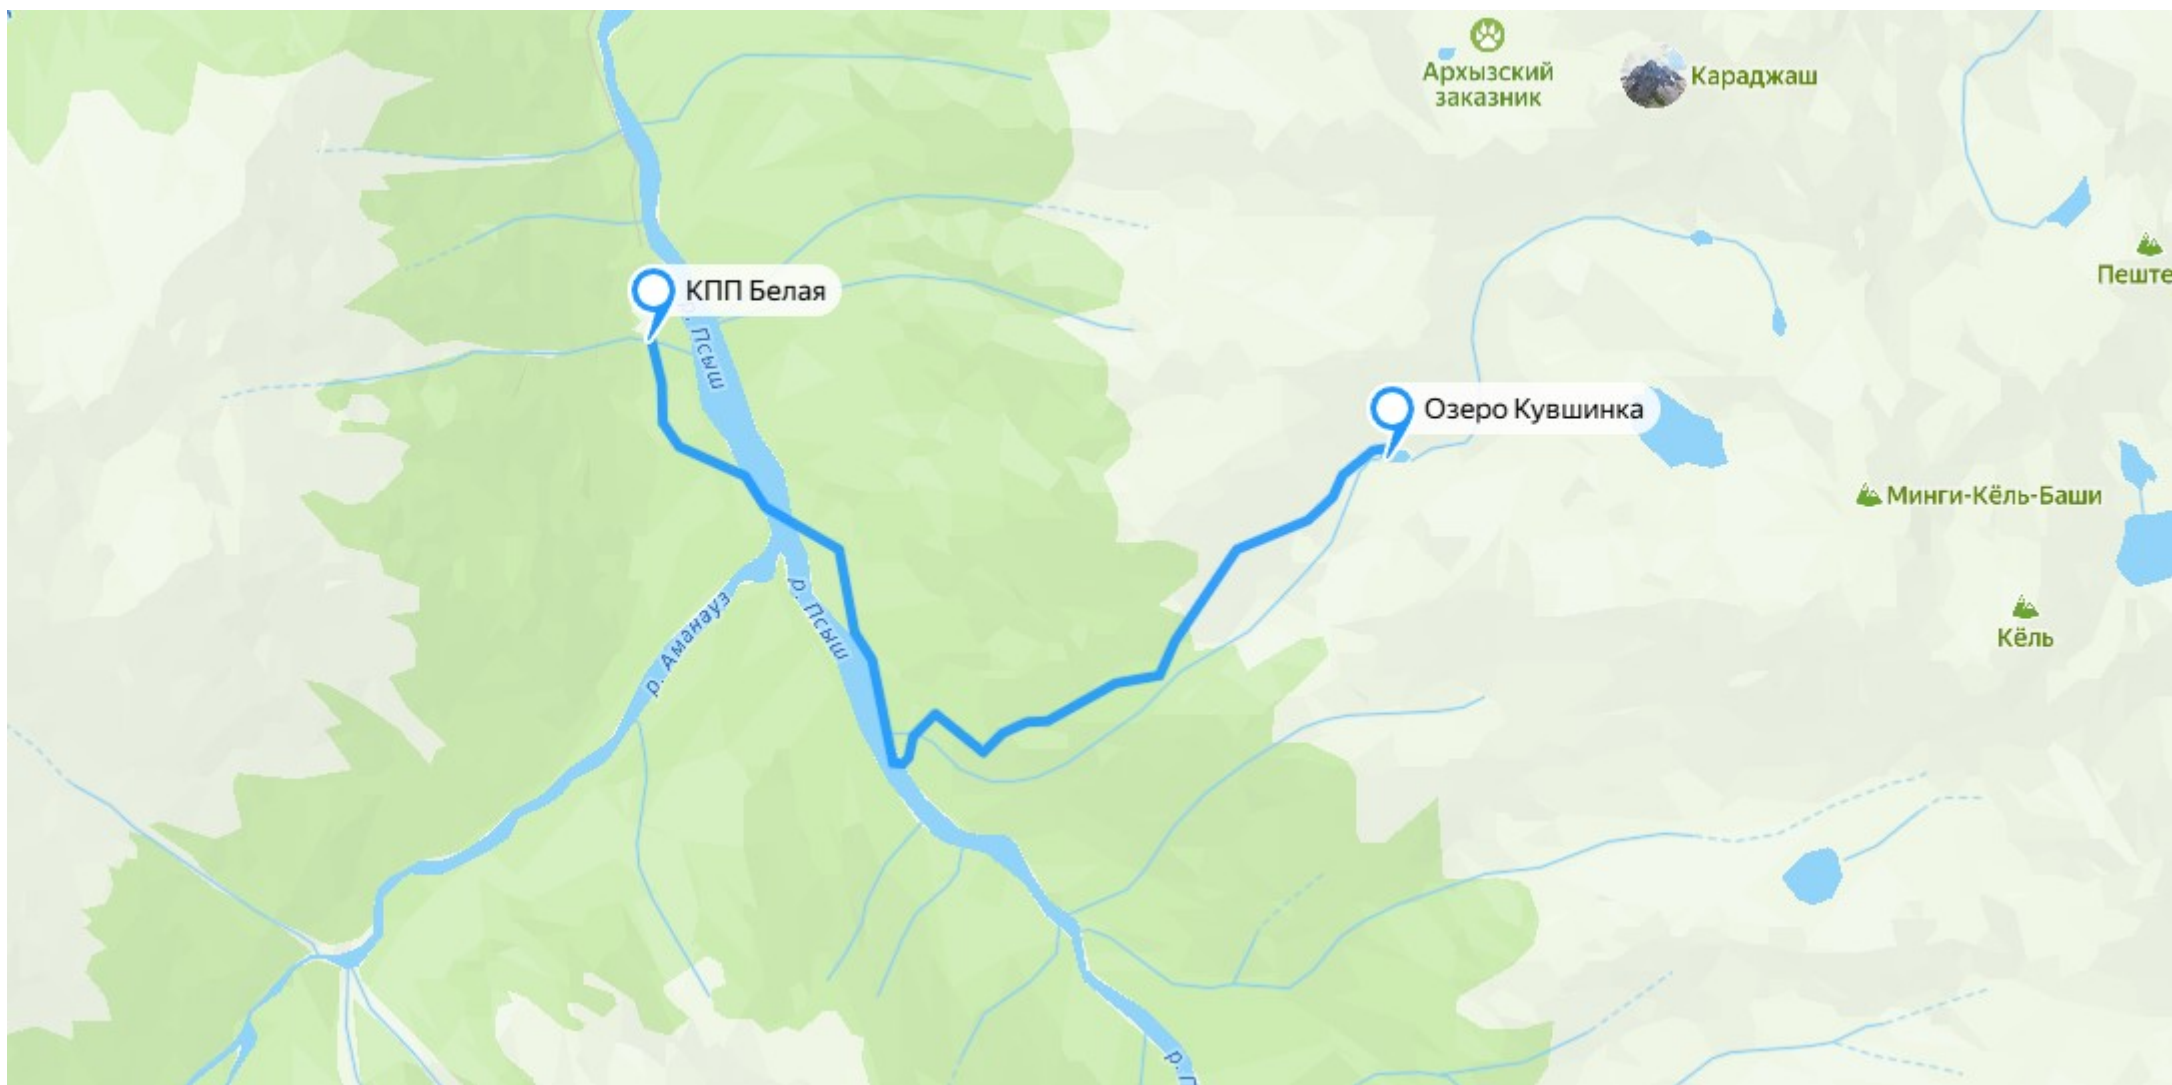 Архызский
заказник
Караджаш
Пеште
КПП Белая
р. Псыш
Озеро Кувшинка
Минги-Кёль-Баши
р. Аманауз
р. Псыш
Кёль
р. П